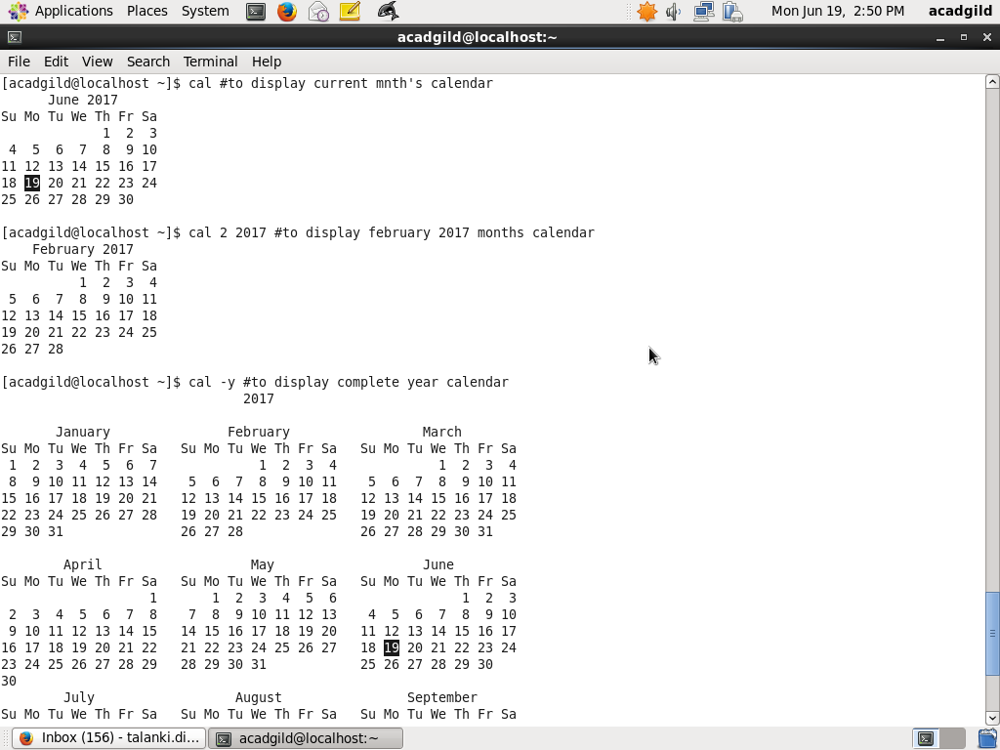 Applications Places System Mon Jun 19, 2:50 PM acadgild
acadgild@localhost:~
File Edit View Search Terminal Help
[acadgild@localhost ~]$ cal #to display current mnth's calendar
      June 2017
Su Mo Tu We Th Fr Sa
             1  2  3
 4  5  6  7  8  9 10
11 12 13 14 15 16 17
18 19 20 21 22 23 24
25 26 27 28 29 30
[acadgild@localhost ~]$ cal 2 2017 #to display february 2017 months calendar
    February 2017
Su Mo Tu We Th Fr Sa
          1  2  3  4
 5  6  7  8  9 10 11
12 13 14 15 16 17 18
19 20 21 22 23 24 25
26 27 28
[acadgild@localhost ~]$ cal -y #to display complete year calendar
                               2017
       January               February                 March
Su Mo Tu We Th Fr Sa   Su Mo Tu We Th Fr Sa   Su Mo Tu We Th Fr Sa
 1  2  3  4  5  6  7             1  2  3  4             1  2  3  4
 8  9 10 11 12 13 14    5  6  7  8  9 10 11    5  6  7  8  9 10 11
15 16 17 18 19 20 21   12 13 14 15 16 17 18   12 13 14 15 16 17 18
22 23 24 25 26 27 28   19 20 21 22 23 24 25   19 20 21 22 23 24 25
29 30 31               26 27 28               26 27 28 29 30 31
        April                   May                   June
Su Mo Tu We Th Fr Sa   Su Mo Tu We Th Fr Sa   Su Mo Tu We Th Fr Sa
                   1       1  2  3  4  5  6                1  2  3
 2  3  4  5  6  7  8    7  8  9 10 11 12 13    4  5  6  7  8  9 10
 9 10 11 12 13 14 15   14 15 16 17 18 19 20   11 12 13 14 15 16 17
16 17 18 19 20 21 22   21 22 23 24 25 26 27   18 19 20 21 22 23 24
23 24 25 26 27 28 29   28 29 30 31            25 26 27 28 29 30
30
        July                  August                September
Su Mo Tu We Th Fr Sa   Su Mo Tu We Th Fr Sa   Su Mo Tu We Th Fr Sa
Inbox (156) - talanki.di... acadgild@localhost:~